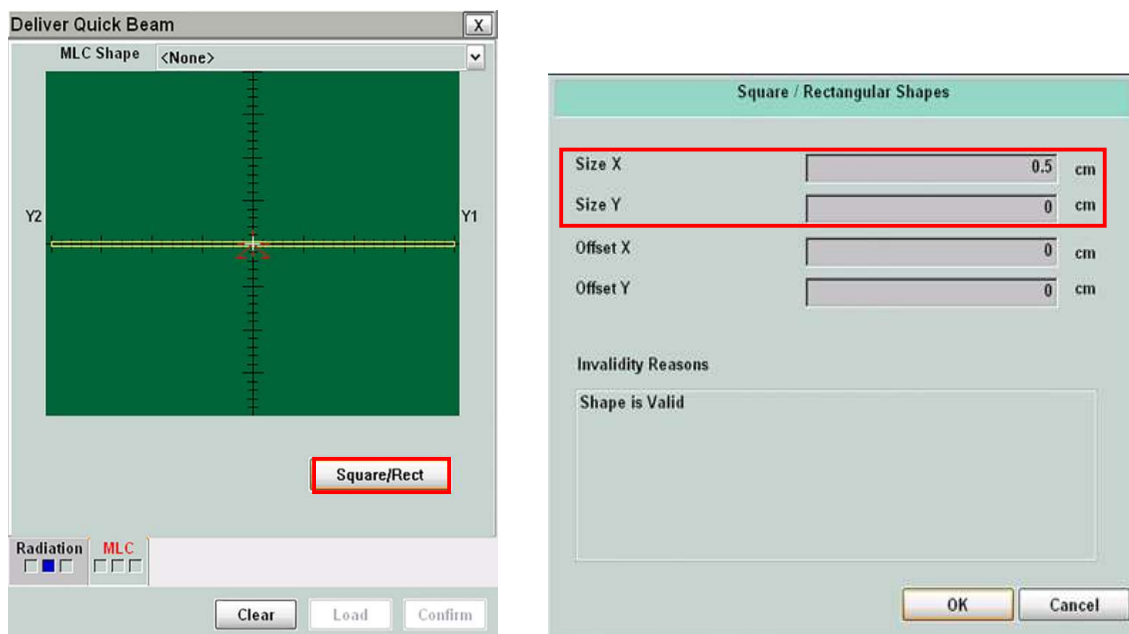 Deliver Quick Beam X
MLC Shape <None>
Y2 Y1
Square/Rect
Radiation MLC
Clear Load Confirm
Square / Rectangular Shapes
Size X 0.5 cm
Size Y 0 cm
Offset X 0 cm
Offset Y 0 cm
Invalidity Reasons
Shape is Valid
OK Cancel